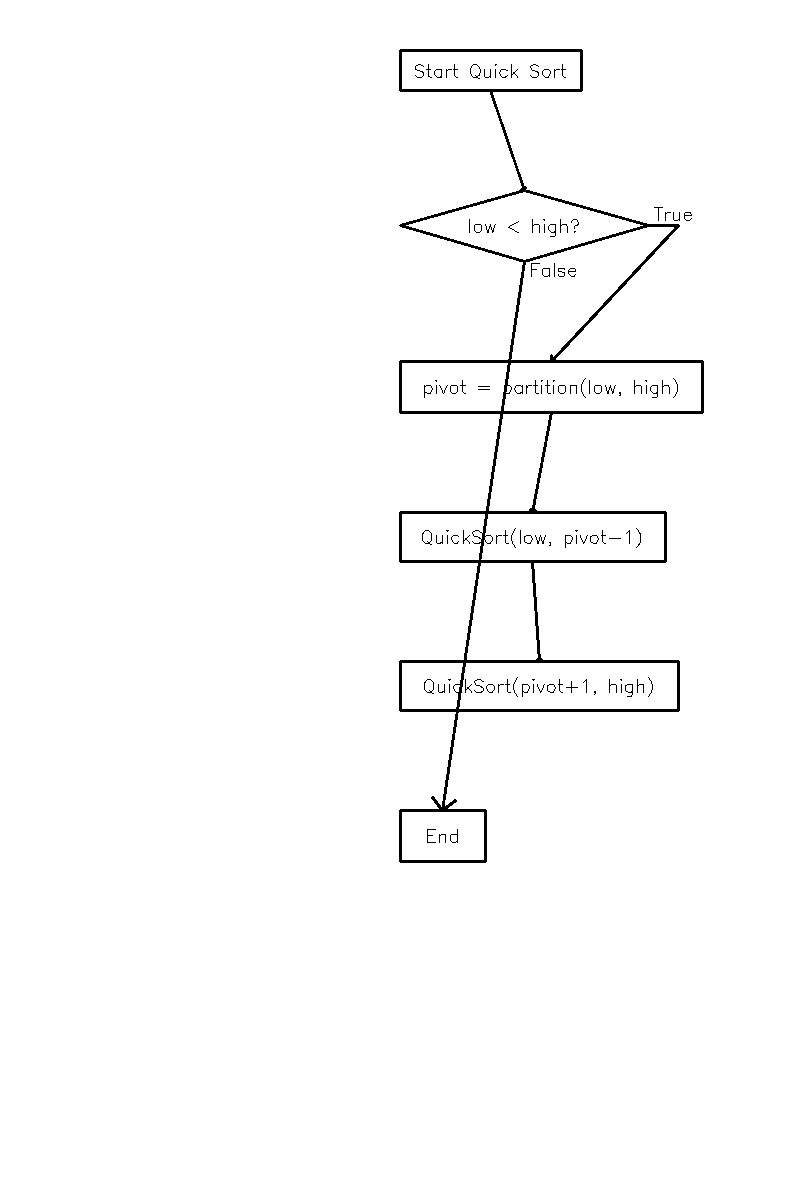 Start Quick Sort
low < high?
True
False
pivot = partition(low, high)
QuickSort(low, pivot-1)
QuickSort(pivot+1, high)
End